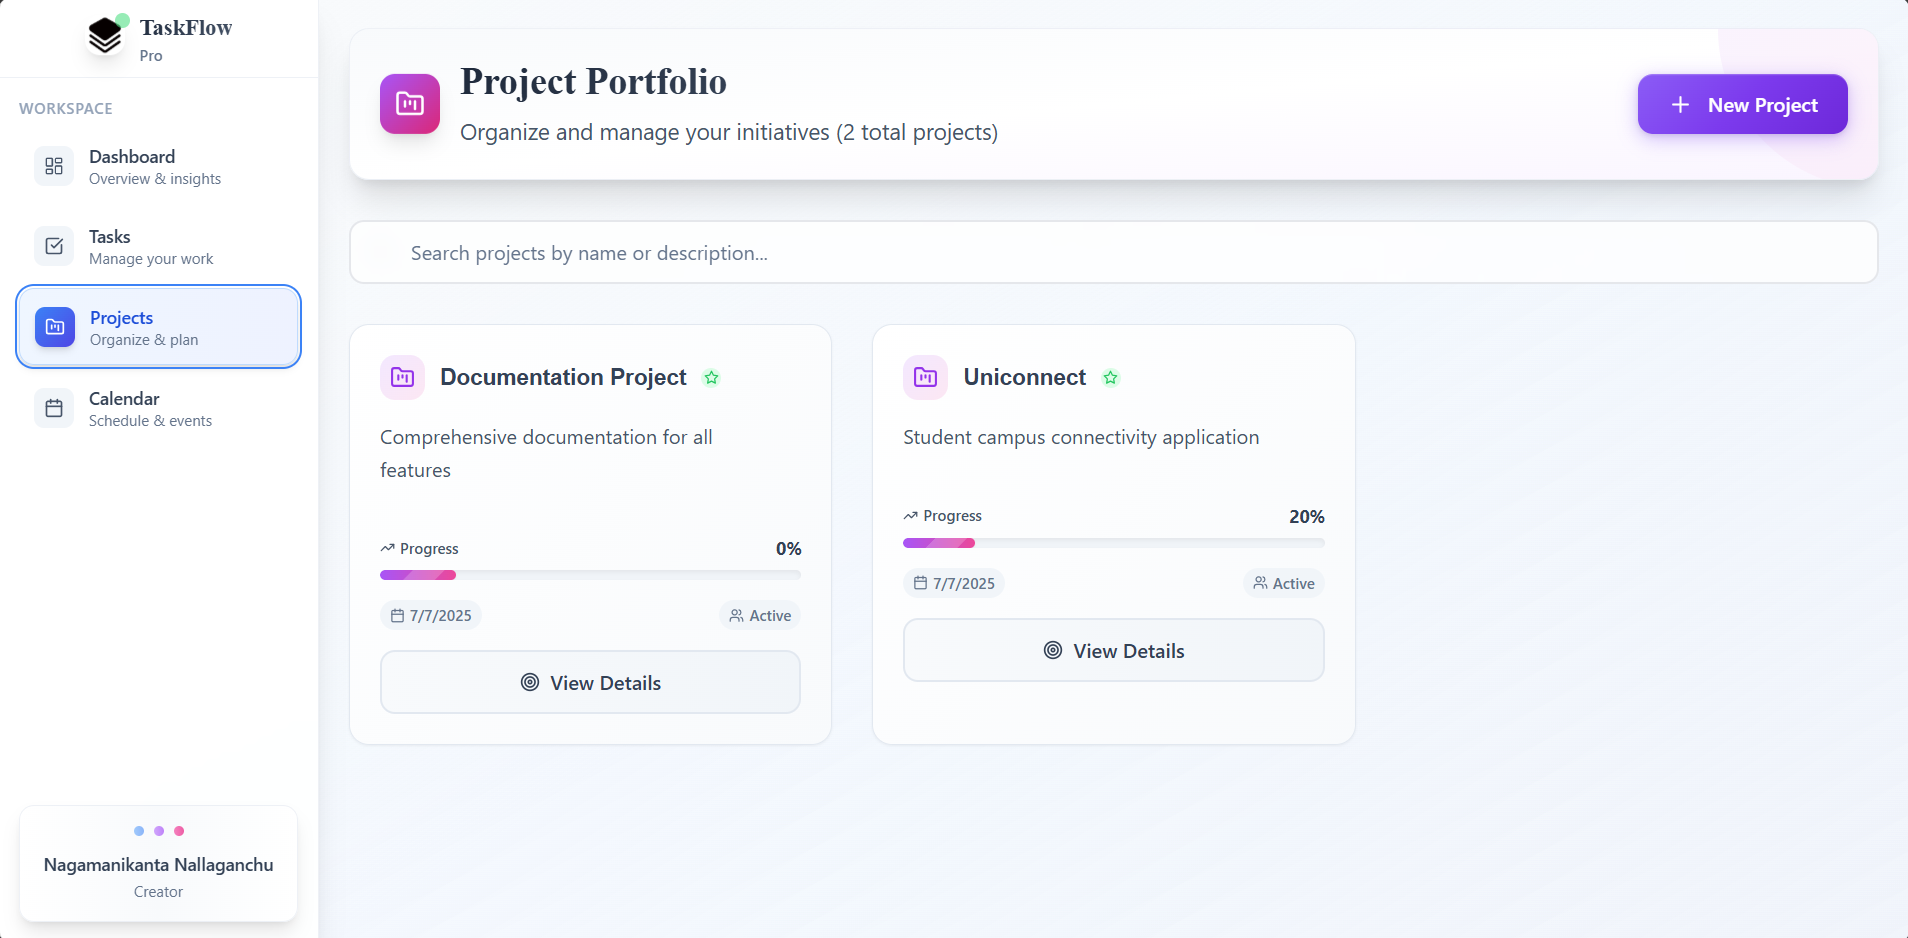 TaskFlow
Pro
WORKSPACE
Dashboard
Overview & insights
Tasks
Manage your work
Projects
Organize & plan
Calendar
Schedule & events
Nagamanikanta Nallaganchu
Creator
Project Portfolio
Organize and manage your initiatives (2 total projects)
New Project
Search projects by name or description...
Documentation Project
Comprehensive documentation for all
features
Progress 0%
7/7/2025 Active
View Details
Uniconnect
Student campus connectivity application
Progress 20%
7/7/2025 Active
View Details